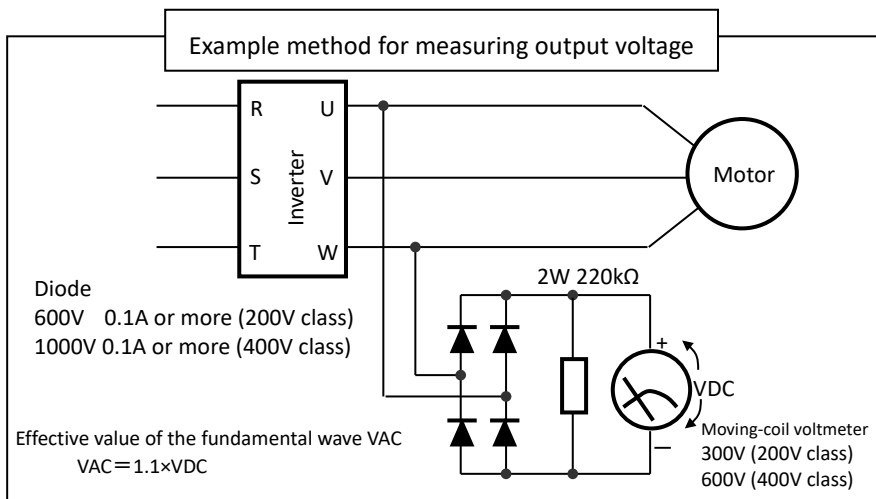 Example method for measuring output voltage
R U
S V
T W
Inverter
Motor
2W 220kΩ
Diode
600V 0.1A or more (200V class)
1000V 0.1A or more (400V class)
+
VDC
−
Moving-coil voltmeter
300V (200V class)
600V (400V class)
Effective value of the fundamental wave VAC
VAC＝1.1×VDC